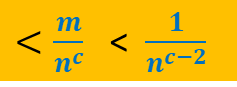 < m/n^c < 1/n^{c−2}